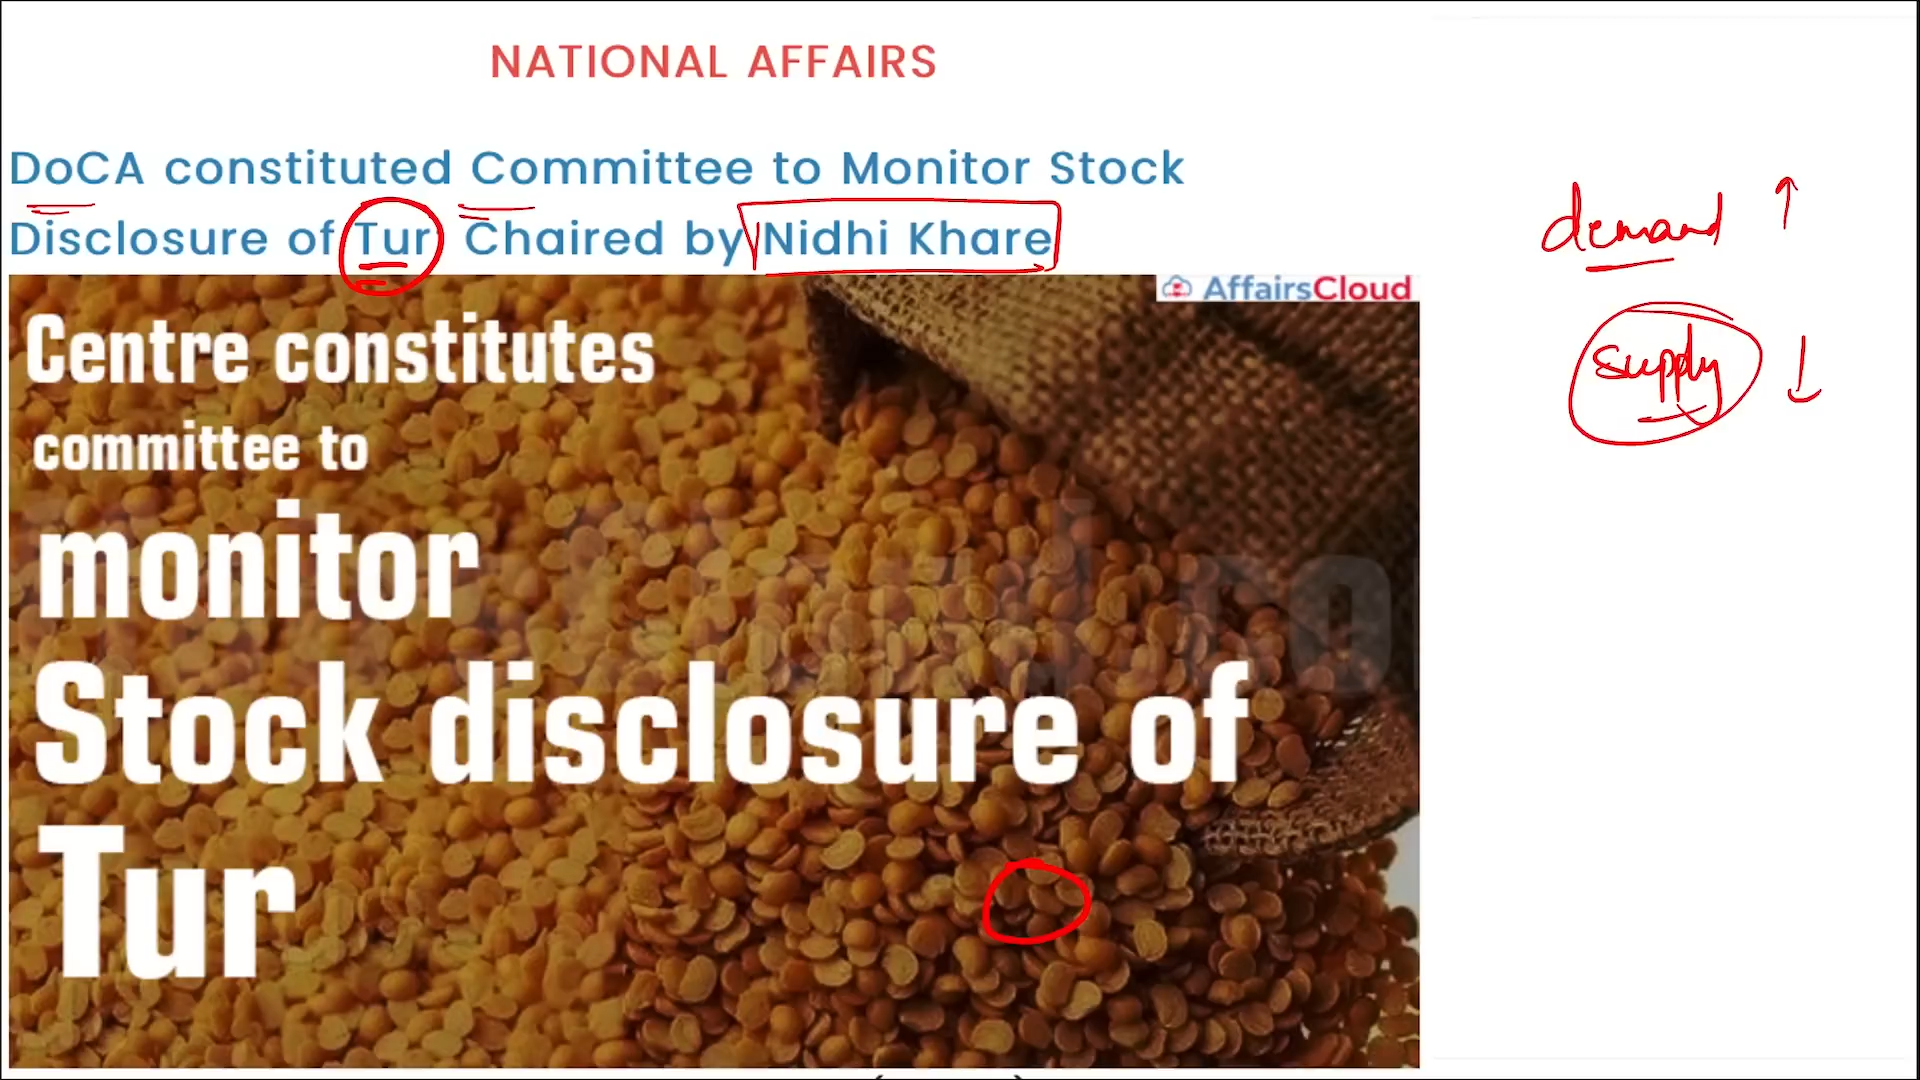 NATIONAL AFFAIRS
DoCA constituted Committee to Monitor Stock
Disclosure of Tur Chaired by Nidhi Khare
AffairsCloud
Centre constitutes
committee to
monitor
Stock disclosure of
Tur
demand ↑
supply ↓